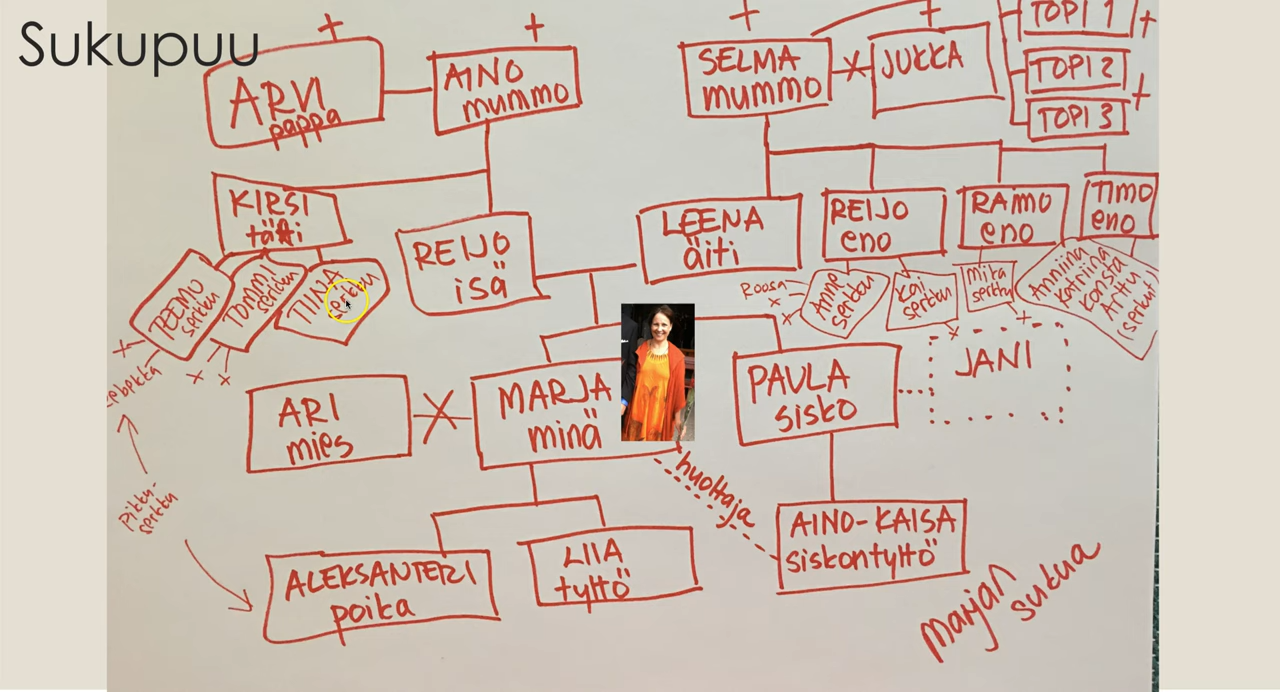 Sukupuu
+
+
+
+
ARVI
pappa
AINO
mummo
SELMA
mummo
X
JUKKA
TOPI 1
+
TOPI 2
+
TOPI 3
KIRSI
täti
REIJO
isä
LEENA
äiti
REIJO
eno
RAIMO
eno
TIMO
eno
TEEMO
serkku
TOMMI
serkku
TIINA
serkku
Roosa
x
x
Anne
serkku
Kai
serkku
x
Mika
serkku
x
Anniina
Katriina
Konsta
Arttu
(serkut)
x
x
x
Pikku-
serkku
ARI
mies
X
MARJA
minä
PAULA
sisko
JANI
huoltaja
ALEKSANTERI
poika
LIIA
tyttö
AINO-KAISA
siskontyttö
Marjan
sukua